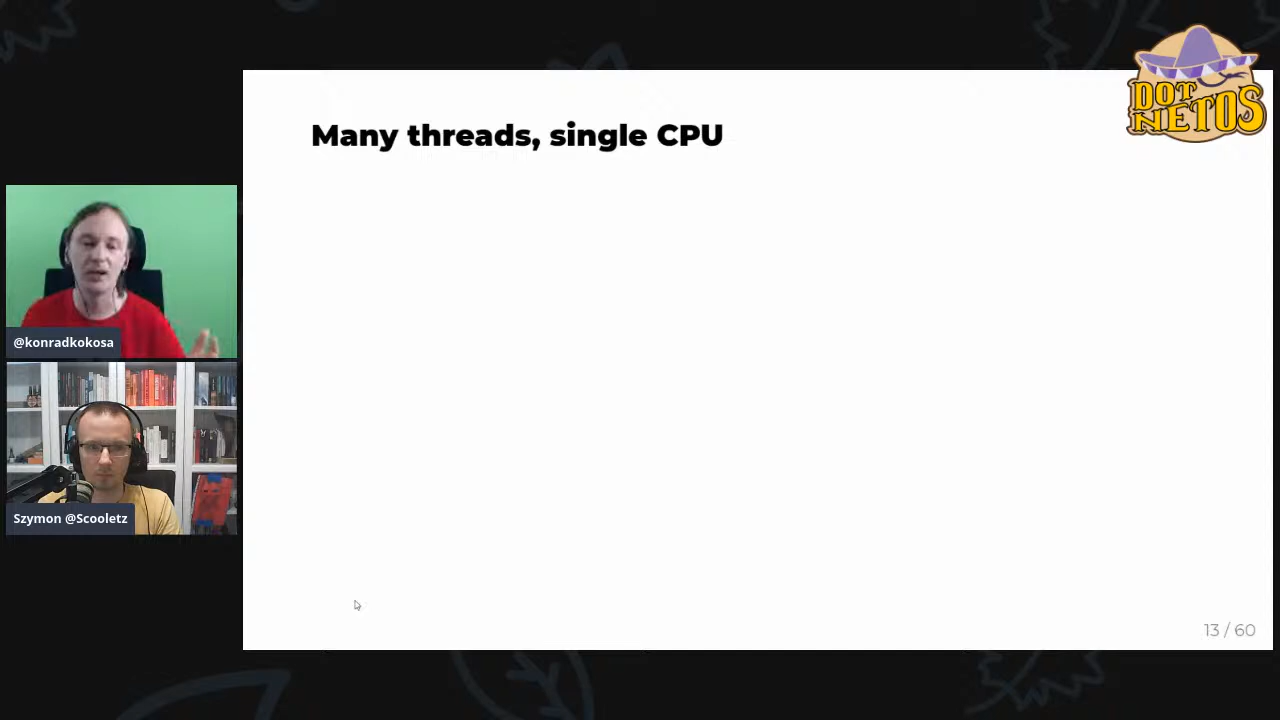 DOT
NETOS
Many threads, single CPU
@konradkokosa
Szymon @Scooletz
13 / 60